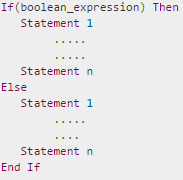 If(boolean_expression) Then
   Statement 1
        .....
        .....
   Statement n
Else
   Statement 1
        .....
        ....
   Statement n
End If